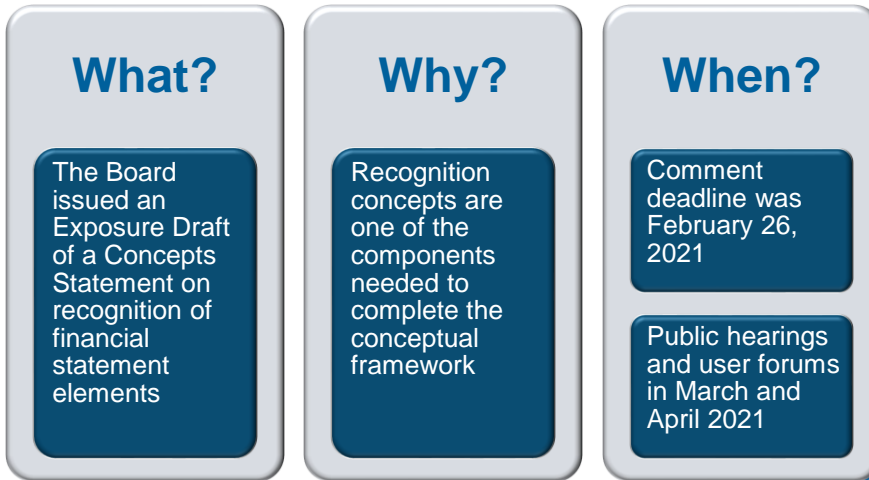 What?
The Board
issued an
Exposure Draft
of a Concepts
Statement on
recognition of
financial
statement
elements
Why?
Recognition
concepts are
one of the
components
needed to
complete the
conceptual
framework
When?
Comment
deadline was
February 26,
2021
Public hearings
and user forums
in March and
April 2021